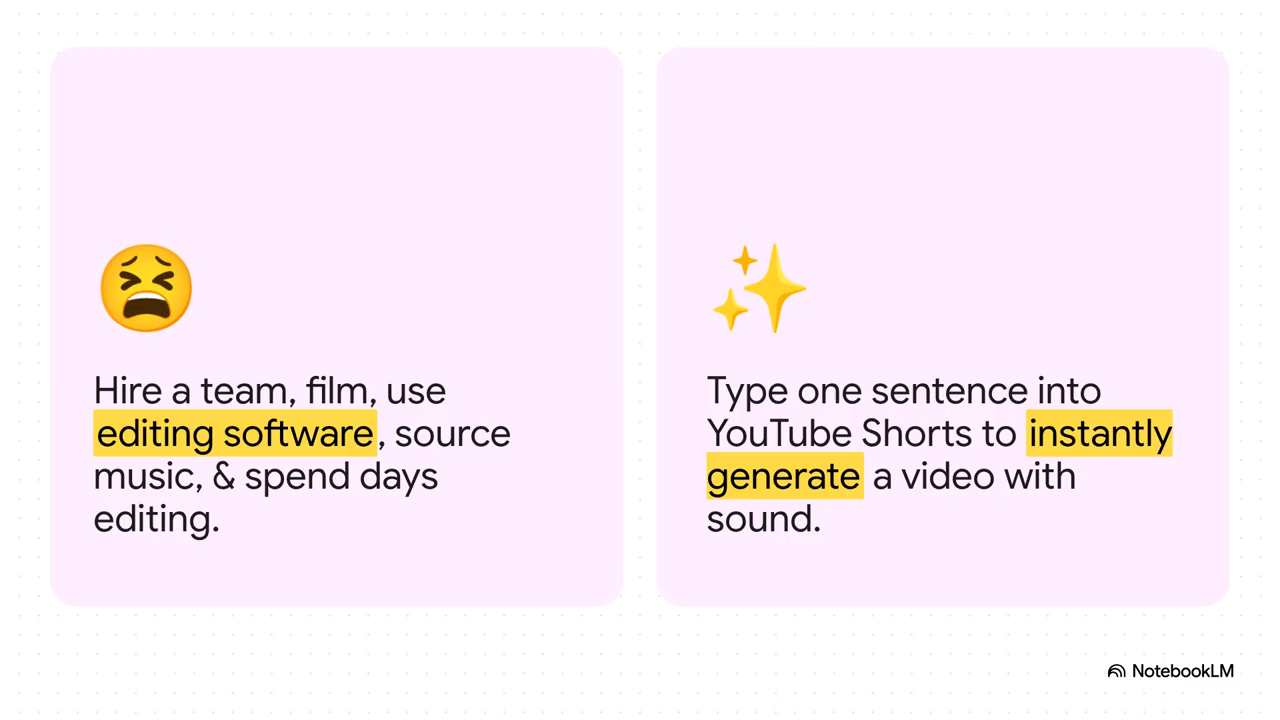 Hire a team, film, use
editing software, source
music, & spend days
editing.
Type one sentence into
YouTube Shorts to instantly
generate a video with
sound.
NotebookLM